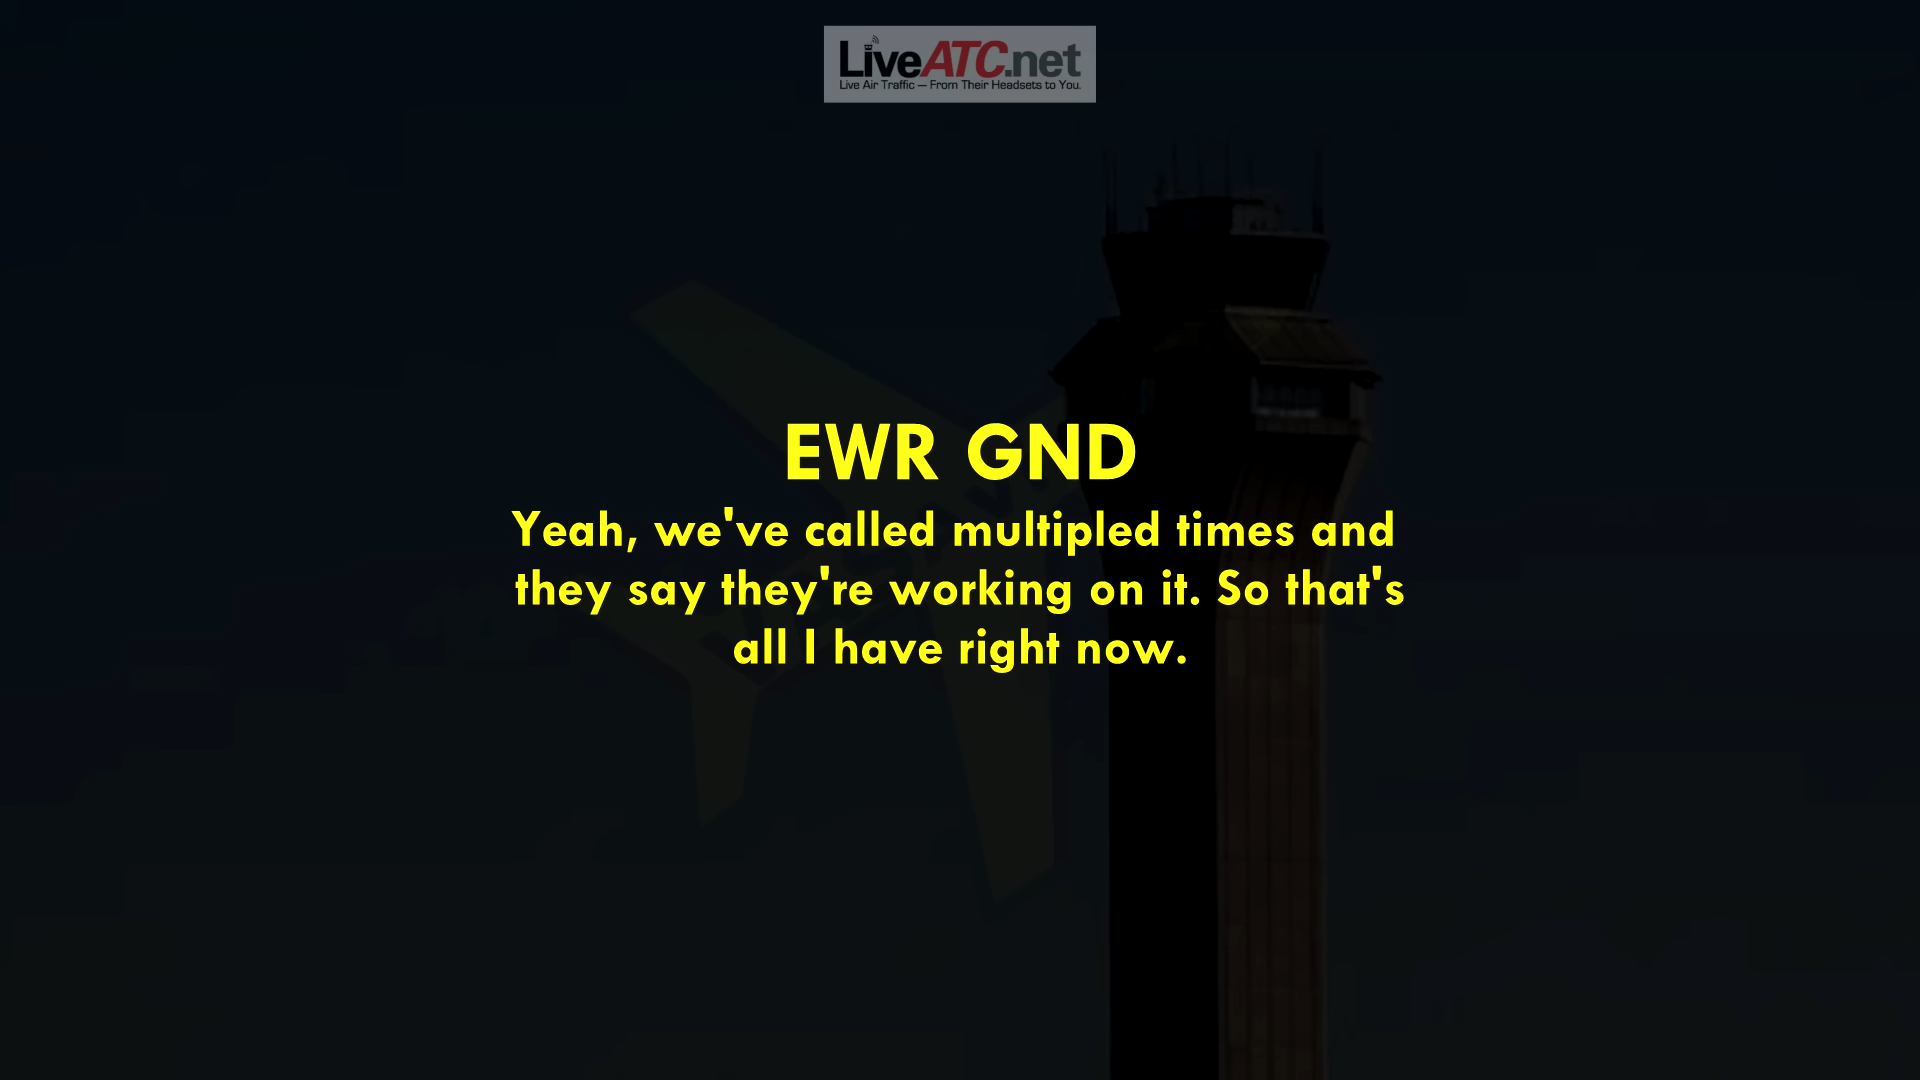 LiveATC.net
Live Air Traffic — From Their Headsets to You.
EWR GND
Yeah, we've called multipled times and
they say they're working on it. So that's
all I have right now.